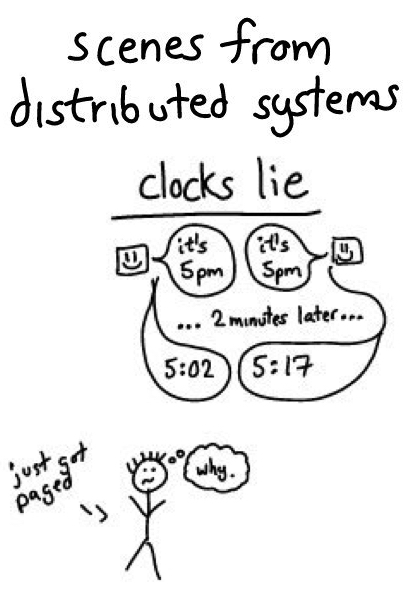 scenes from
distributed systems
clocks lie
it's
5pm
it's
5pm
... 2 minutes later...
5:02
5:17
just got
paged
why.